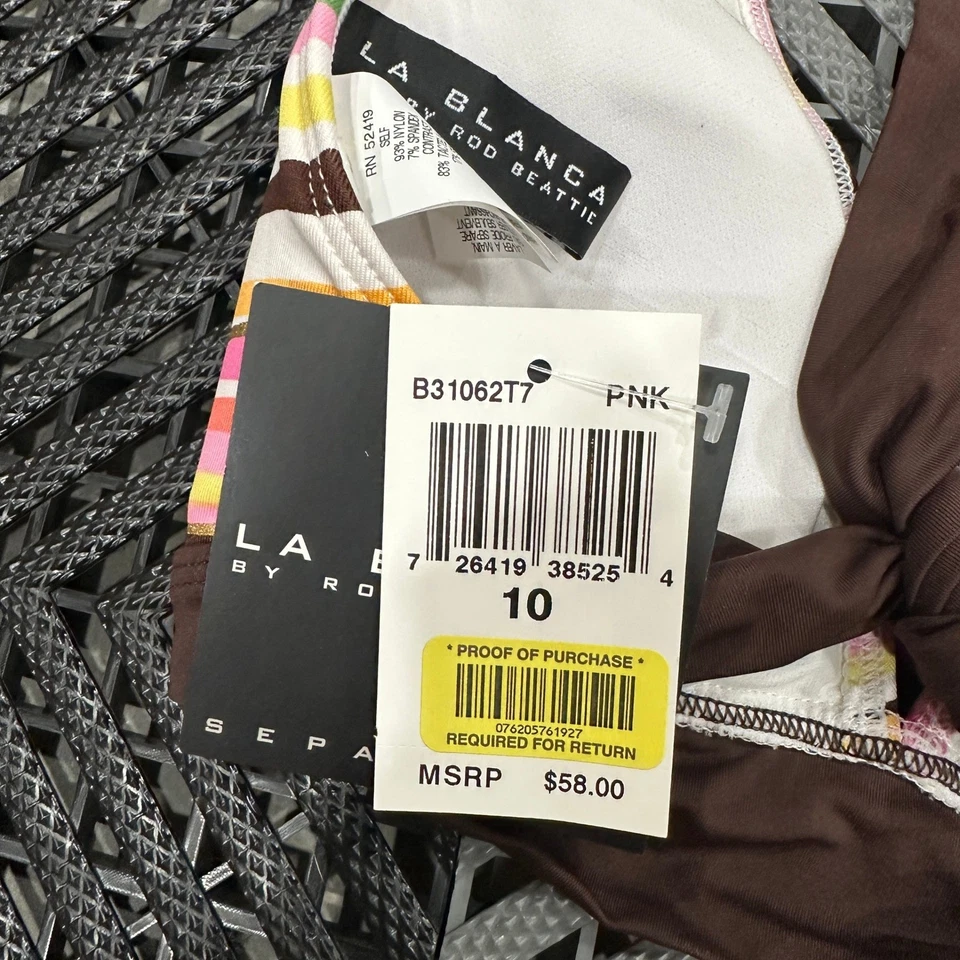 LA BLANCA
BY ROD BEATTIE
RN 52419
SELF
93% NYLON
7% SPANDEX
83%
B31062T7 PNK
7 26419 38525 4
10
* PROOF OF PURCHASE *
076205761927
REQUIRED FOR RETURN
MSRP $58.00
LA B
BY RO
SEPA